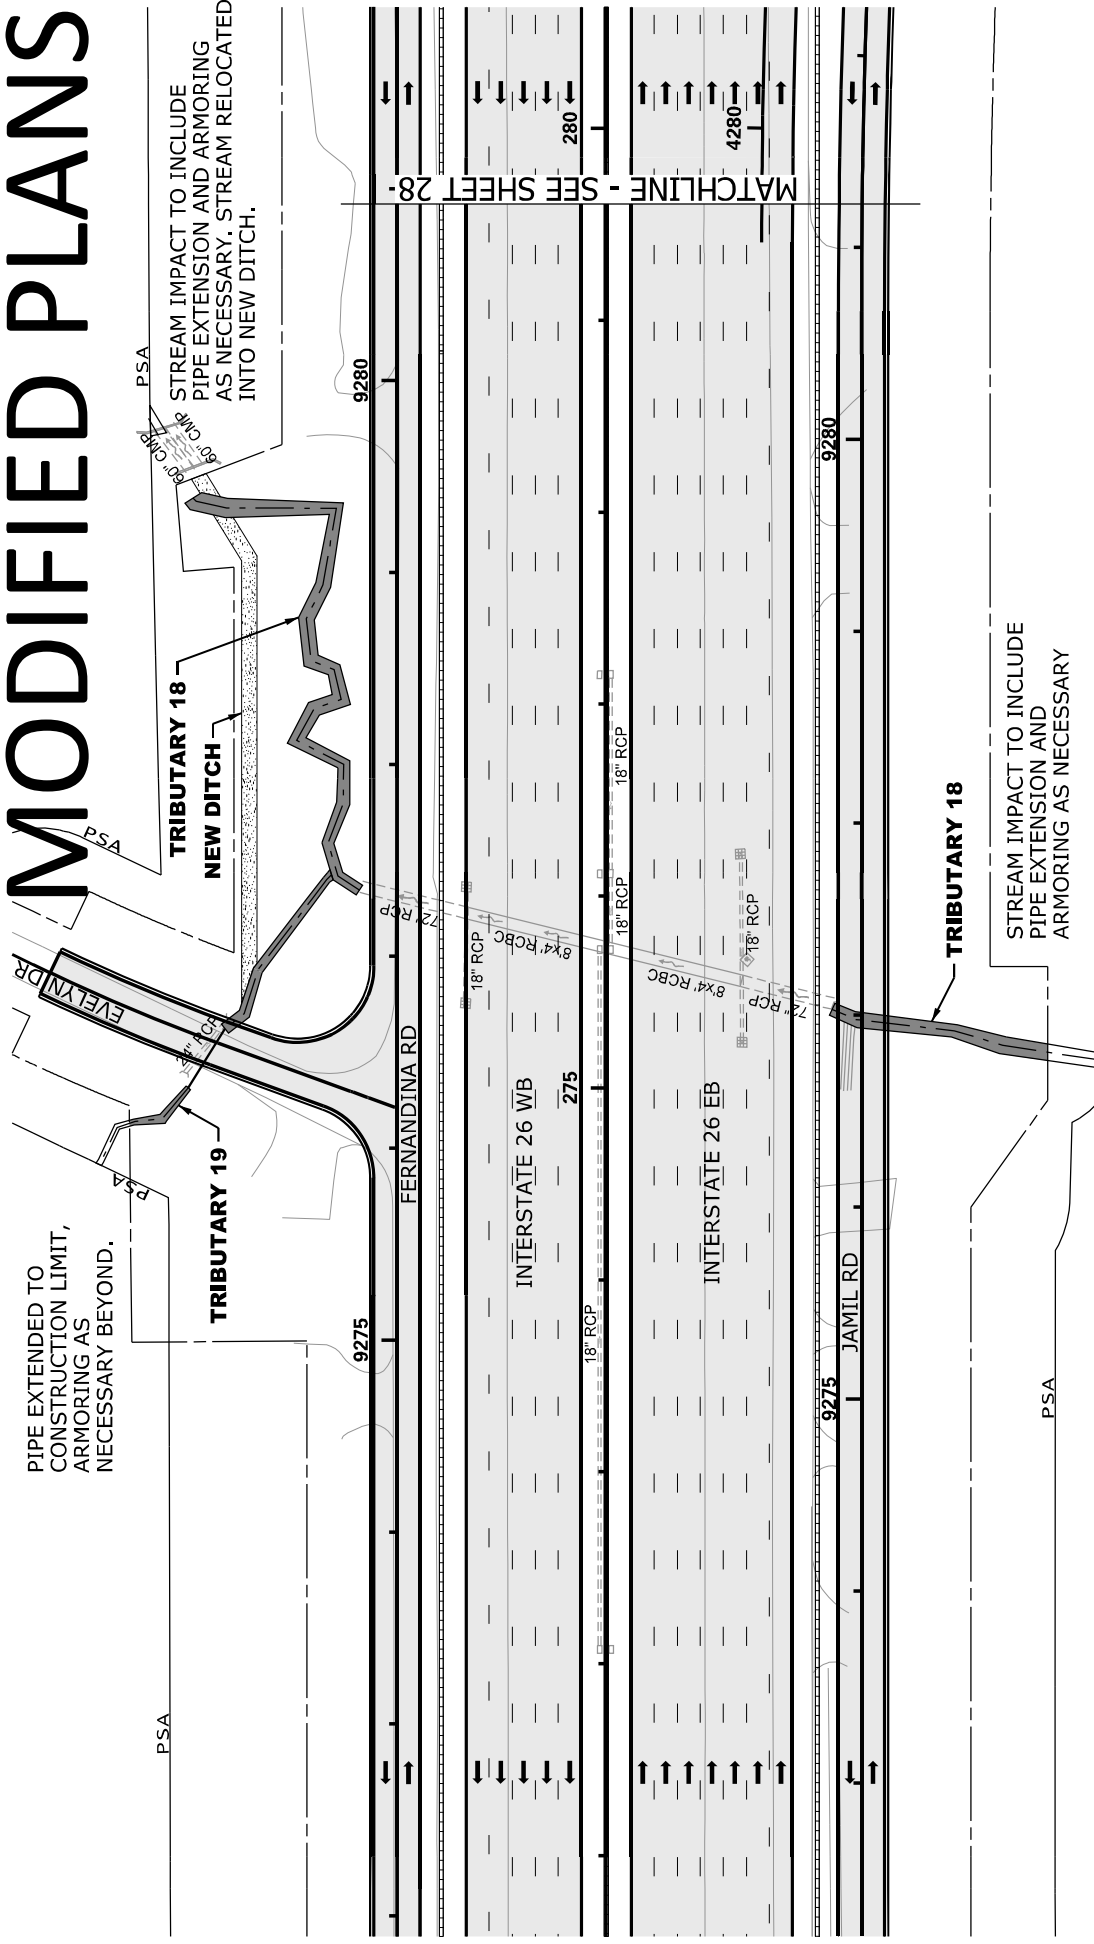 MODIFIED PLANS
STREAM IMPACT TO INCLUDE
PIPE EXTENSION AND ARMORING
AS NECESSARY. STREAM RELOCATED
INTO NEW DITCH.
PSA
60" CMP
60" CMP
TRIBUTARY 18
NEW DITCH
PSA
EVELYN DR
24" RCP
TRIBUTARY 19
PSA
PIPE EXTENDED TO
CONSTRUCTION LIMIT,
ARMORING AS
NECESSARY BEYOND.
PSA
9280
9275
FERNANDINA RD
72" RCP
18" RCP
8'x4' RCBC
INTERSTATE 26 WB
280
275
MATCHLINE - SEE SHEET 28
18" RCP
18" RCP
18" RCP
8'x4' RCBC
INTERSTATE 26 EB
4280
18" RCP
72" RCP
9280
9275
JAMIL RD
TRIBUTARY 18
STREAM IMPACT TO INCLUDE
PIPE EXTENSION AND
ARMORING AS NECESSARY
PSA